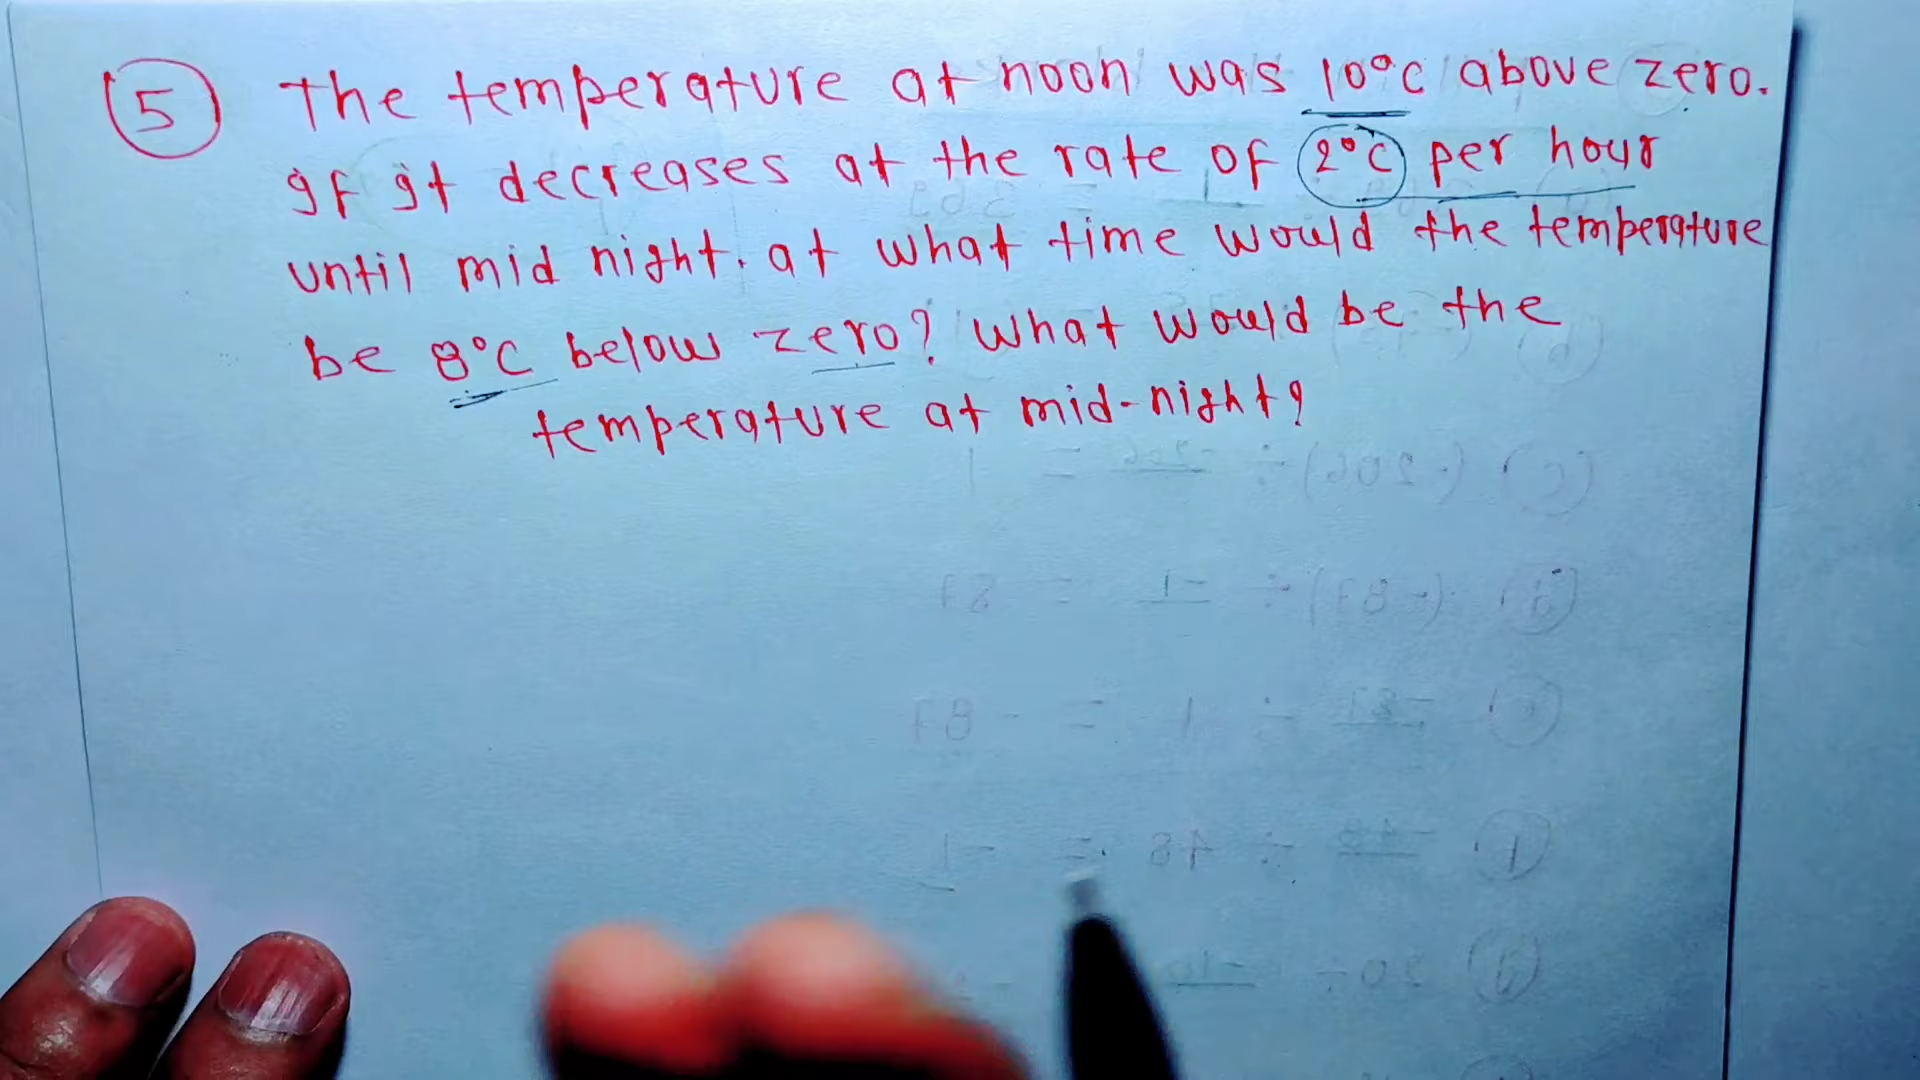 5 The temperature at noon was 10°C above zero.
If It decreases at the rate of 2°C per hour
until mid night. at what time would the temperature
be 8°C below zero? What would be the
temperature at mid-night?